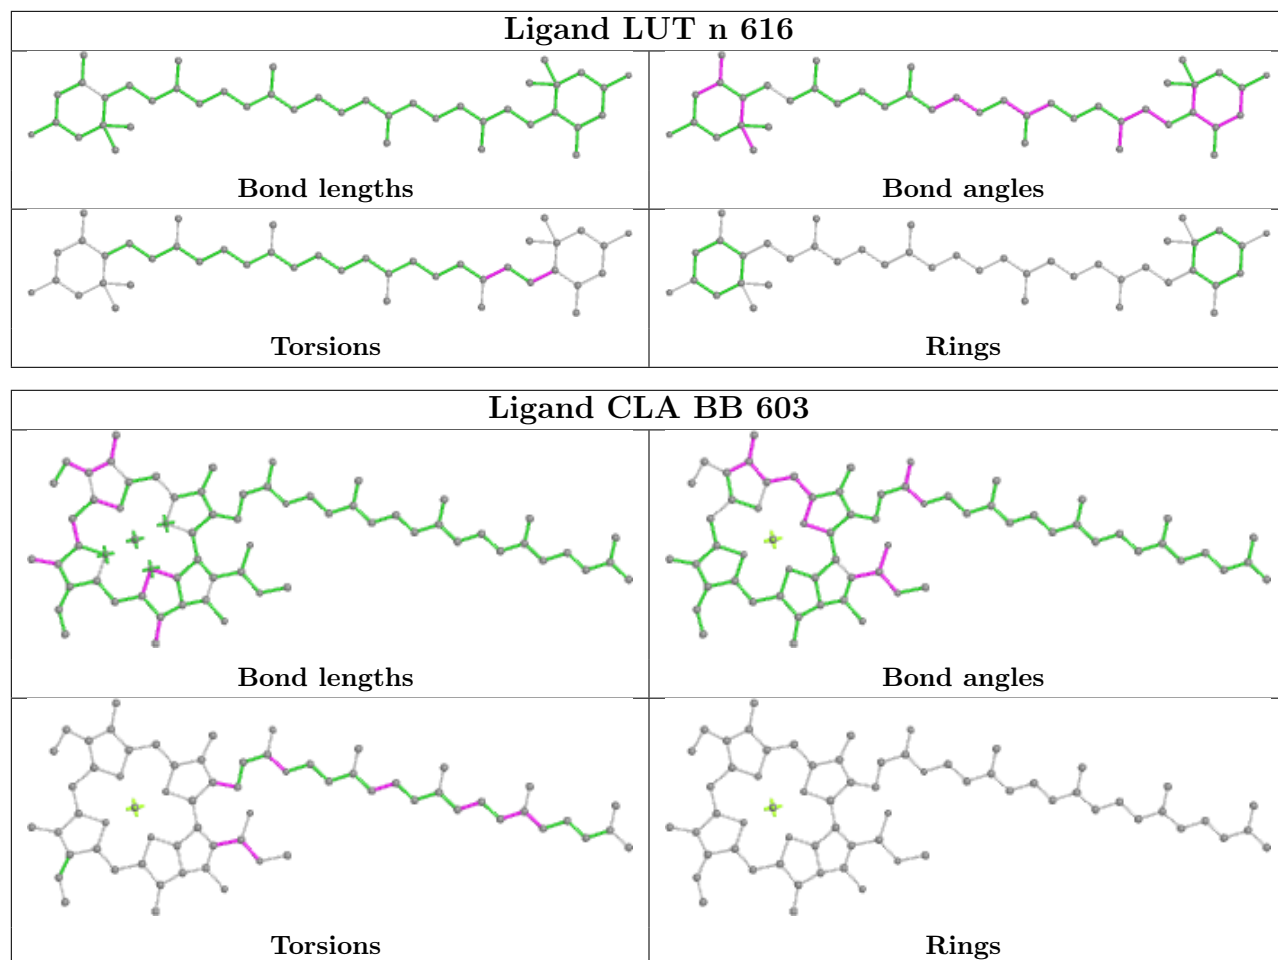 Ligand LUT n 616
Bond lengths
Bond angles
Torsions
Rings
Ligand CLA BB 603
Bond lengths
Bond angles
Torsions
Rings